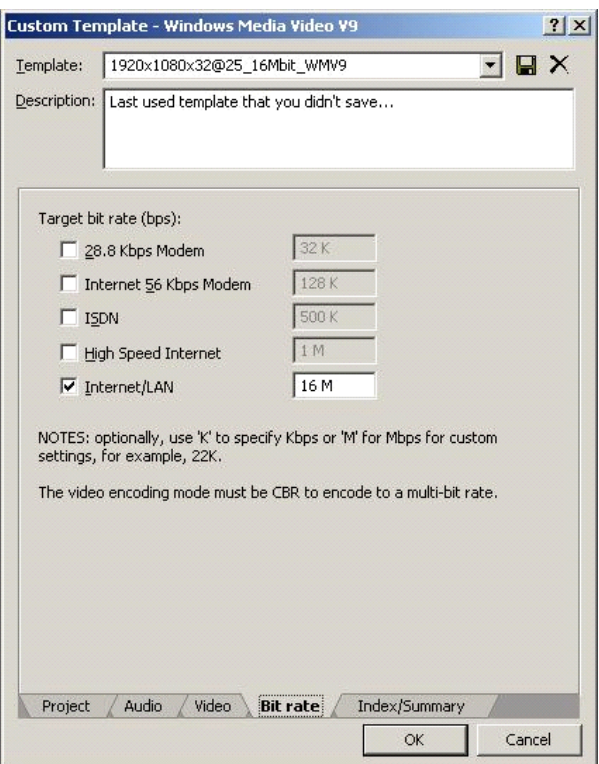 Custom Template - Windows Media Video V9
Template: 1920x1080x32@25_16Mbit_WMV9
Description: Last used template that you didn't save...
Target bit rate (bps):
28.8 Kbps Modem 32 K
Internet 56 Kbps Modem 128 K
ISDN 500 K
High Speed Internet 1 M
Internet/LAN 16 M
NOTES: optionally, use 'K' to specify Kbps or 'M' for Mbps for custom
settings, for example, 22K.
The video encoding mode must be CBR to encode to a multi-bit rate.
Project Audio Video Bit rate Index/Summary
OK Cancel